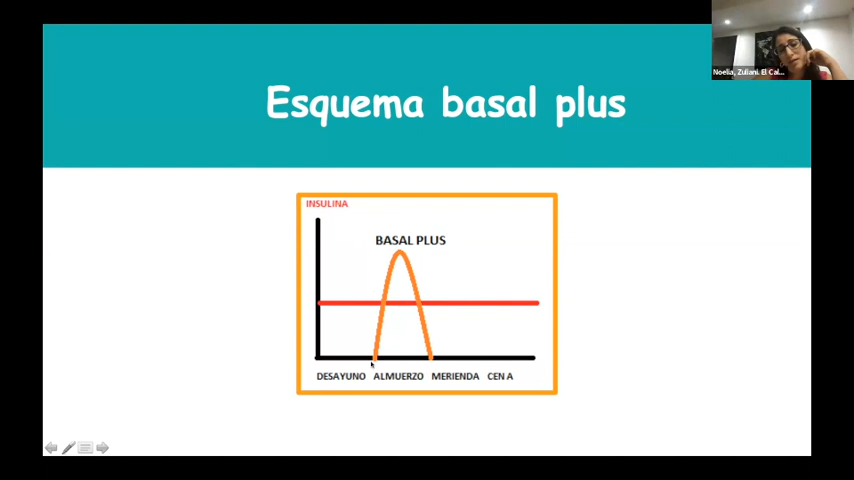 Noelia, Zuliani. El Cal...
Esquema basal plus
INSULINA
BASAL PLUS
DESAYUNO ALMUERZO MERIENDA CEN A